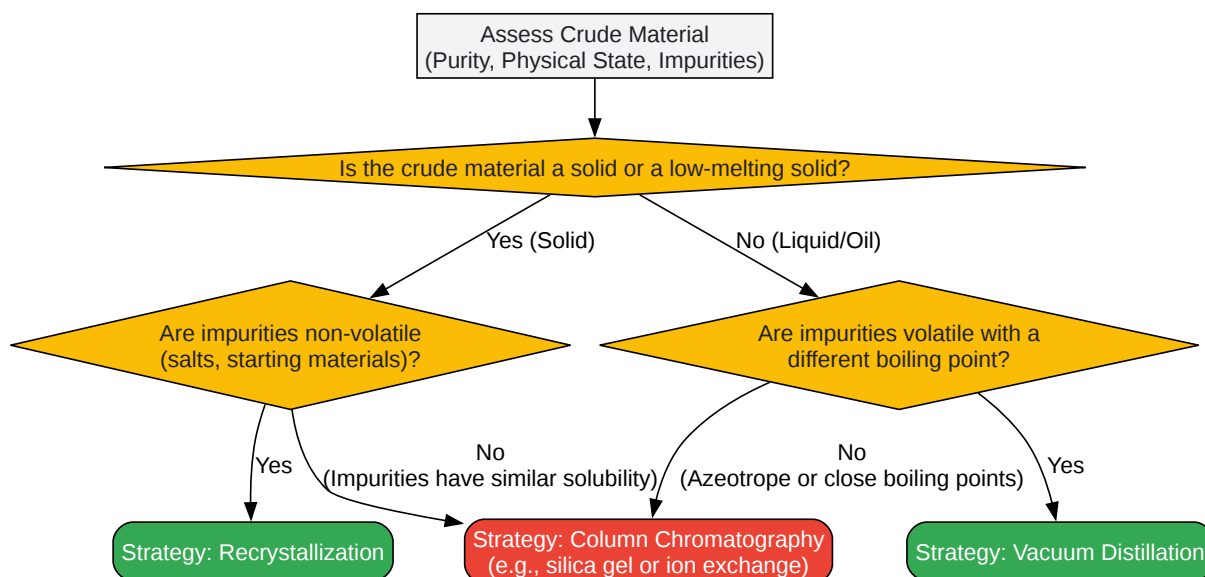 Assess Crude Material
(Purity, Physical State, Impurities)
Is the crude material a solid or a low-melting solid?
Yes (Solid)
No (Liquid/Oil)
Are impurities non-volatile
(salts, starting materials)?
Are impurities volatile with a
different boiling point?
Yes
No
(Impurities have similar solubility)
No
(Azeotrope or close boiling points)
Yes
Strategy: Recrystallization
Strategy: Column Chromatography
(e.g., silica gel or ion exchange)
Strategy: Vacuum Distillation